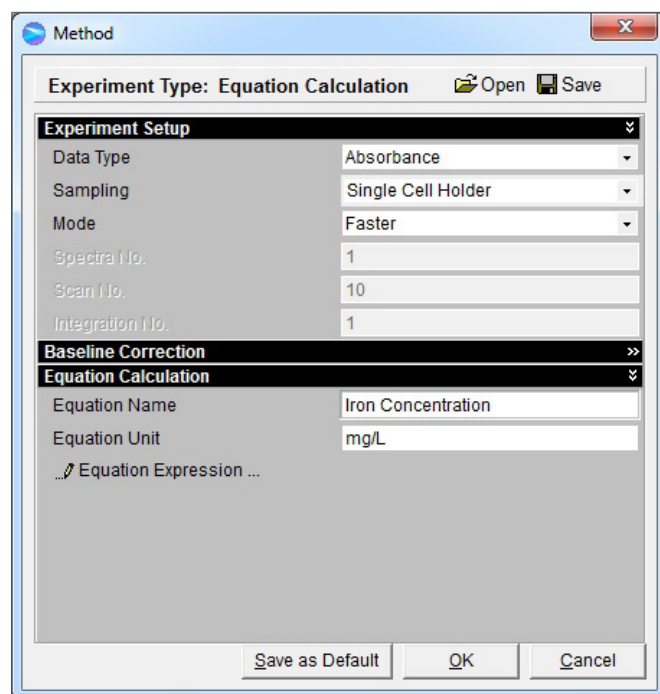 Method
Experiment Type: Equation Calculation Open Save
Experiment Setup
Data Type Absorbance
Sampling Single Cell Holder
Mode Faster
Spectra No. 1
Scan No. 10
Integration No. 1
Baseline Correction
Equation Calculation
Equation Name Iron Concentration
Equation Unit mg/L
Equation Expression ...
Save as Default OK Cancel